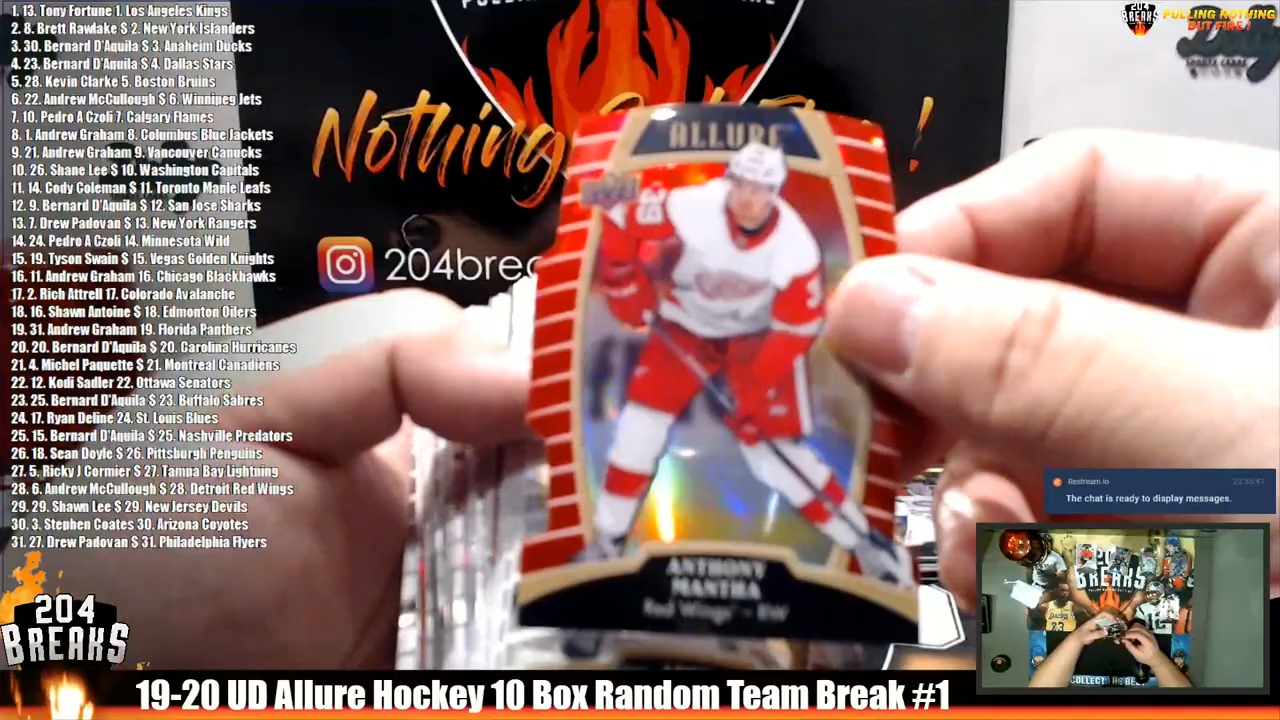 1. 13. Tony Fortune 1. Los Angeles Kings
2. 8. Brett Rawlake $ 2. New York Islanders
3. 30. Bernard D'Aquila $ 3. Anaheim Ducks
4. 23. Bernard D'Aquila $ 4. Dallas Stars
5. 28. Kevin Clarke 5. Boston Bruins
6. 22. Andrew McCullough $ 6. Winnipeg Jets
7. 10. Pedro A Czoli 7. Calgary Flames
8. 1. Andrew Graham 8. Columbus Blue Jackets
9. 21. Andrew Graham 9. Vancouver Canucks
10. 26. Shane Lee $ 10. Washington Capitals
11. 14. Cody Coleman $ 11. Toronto Maple Leafs
12. 9. Bernard D'Aquila $ 12. San Jose Sharks
13. 7. Drew Padovan $ 13. New York Rangers
14. 24. Pedro A Czoli 14. Minnesota Wild
15. 19. Tyson Swain $ 15. Vegas Golden Knights
16. 11. Andrew Graham 16. Chicago Blackhawks
17. 2. Rich Attrell 17. Colorado Avalanche
18. 16. Shawn Antoine $ 18. Edmonton Oilers
19. 31. Andrew Graham 19. Florida Panthers
20. 20. Bernard D'Aquila $ 20. Carolina Hurricanes
21. 4. Michel Paquette $ 21. Montreal Canadiens
22. 12. Kodi Sadler 22. Ottawa Senators
23. 25. Bernard D'Aquila $ 23. Buffalo Sabres
24. 17. Ryan Deline 24. St. Louis Blues
25. 15. Bernard D'Aquila $ 25. Nashville Predators
26. 18. Sean Doyle $ 26. Pittsburgh Penguins
27. 5. Ricky J Cormier $ 27. Tampa Bay Lightning
28. 6. Andrew McCullough $ 28. Detroit Red Wings
29. 29. Shawn Lee $ 29. New Jersey Devils
30. 3. Stephen Coates 30. Arizona Coyotes
31. 27. Drew Padovan $ 31. Philadelphia Flyers
204
BREAKS
PULLING NOTHING
BUT FIRE !
Nothing
!
204brea
ALLURE
ANTHONY
MANTHA
Red Wings - RW
Restream.io
The chat is ready to display messages.
BREAKS
COLLECT THE BEST
204
BREAKS
19-20 UD Allure Hockey 10 Box Random Team Break #1